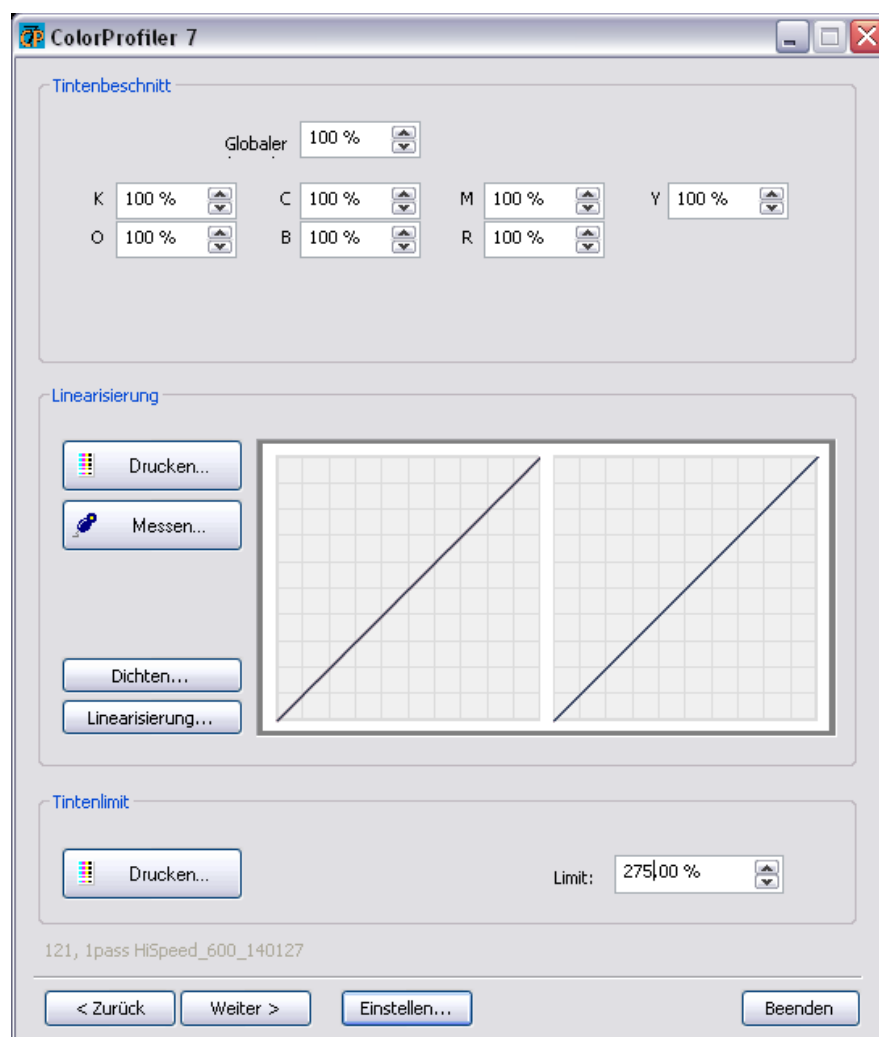 ColorProfiler 7
Tintenbeschnitt
Globaler 100 %
K 100 % C 100 % M 100 % Y 100 %
O 100 % B 100 % R 100 %
Linearisierung
Drucken...
Messen...
Dichten...
Linearisierung...
Tintenlimit
Drucken... Limit: 275,00 %
121, 1pass HiSpeed_600_140127
< Zurück Weiter > Einstellen... Beenden